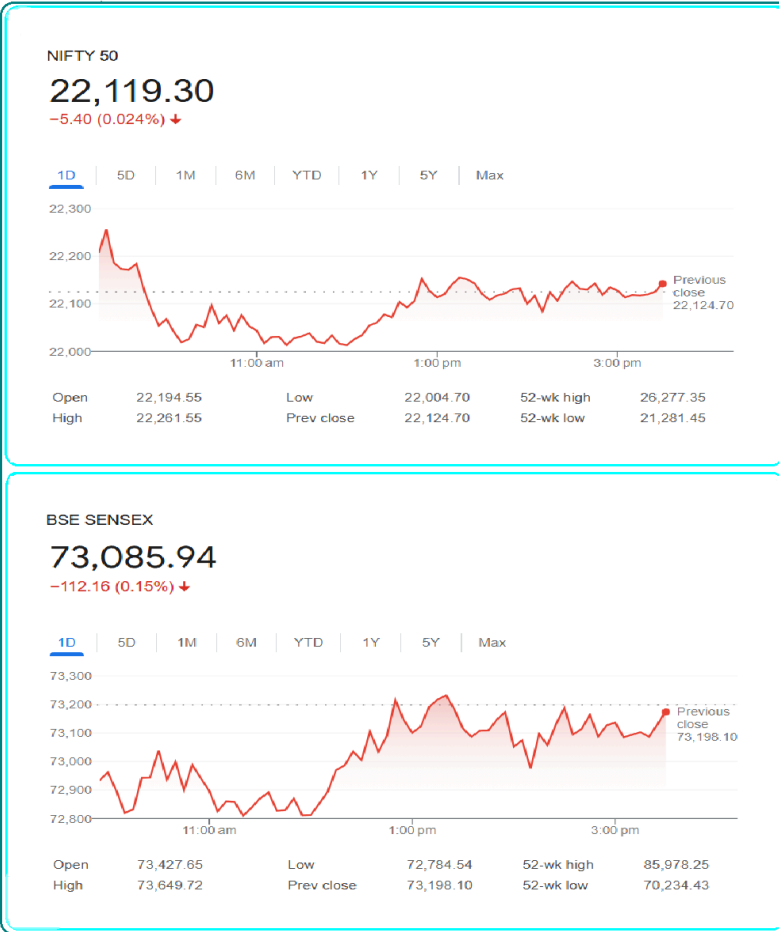 NIFTY 50
22,119.30
−5.40 (0.024%) ↓
1D 5D 1M 6M YTD 1Y 5Y Max
22,300
22,200
22,100
22,000
Previous
close
22,124.70
11:00 am 1:00 pm 3:00 pm
Open 22,194.55 Low 22,004.70 52-wk high 26,277.35
High 22,261.55 Prev close 22,124.70 52-wk low 21,281.45
BSE SENSEX
73,085.94
−112.16 (0.15%) ↓
1D 5D 1M 6M YTD 1Y 5Y Max
73,300
73,200
73,100
73,000
72,900
72,800
Previous
close
73,198.10
11:00 am 1:00 pm 3:00 pm
Open 73,427.65 Low 72,784.54 52-wk high 85,978.25
High 73,649.72 Prev close 73,198.10 52-wk low 70,234.43